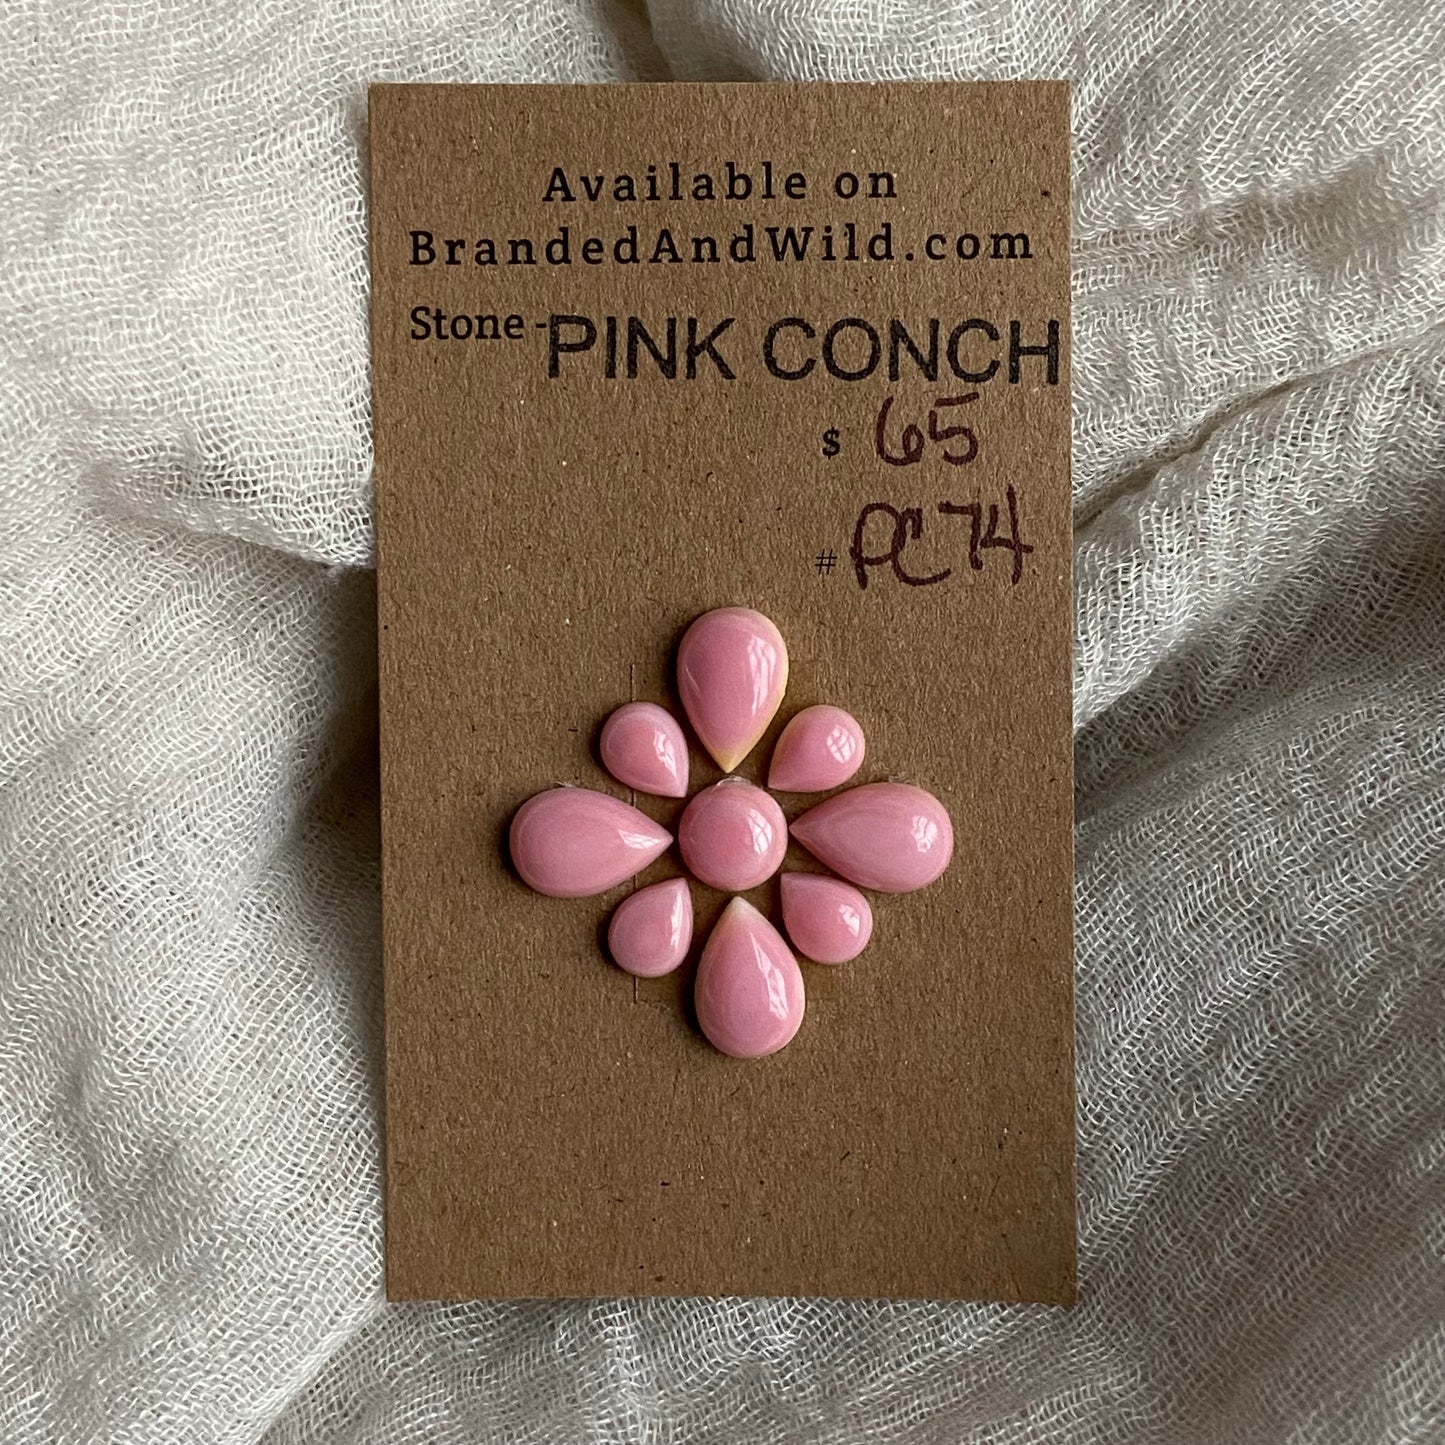 Available on
BrandedAndWild.com
Stone - PINK CONCH
$ 65
# PC74